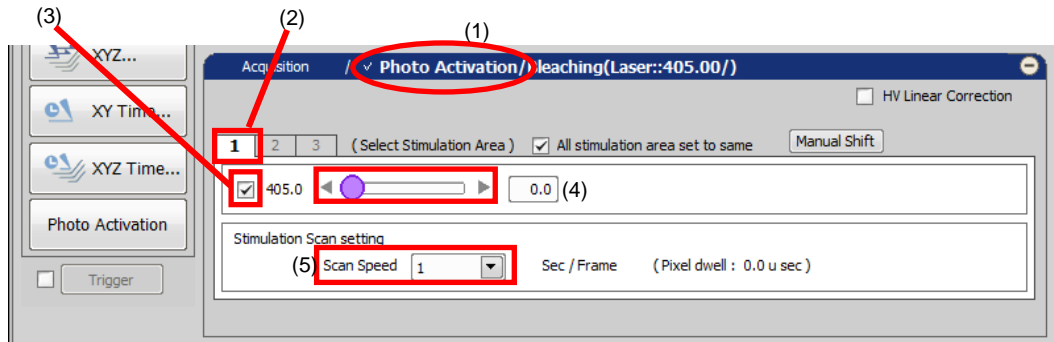 (3)
(2)
(1)
XYZ...
Acquisition / ✓ Photo Activation/Bleaching(Laser::405.00/)
HV Linear Correction
XY Time...
1 2 3 ( Select Stimulation Area ) All stimulation area set to same Manual Shift
XYZ Time...
405.0 0.0 (4)
Photo Activation
Stimulation Scan setting
(5) Scan Speed 1 Sec / Frame ( Pixel dwell : 0.0 u sec )
Trigger